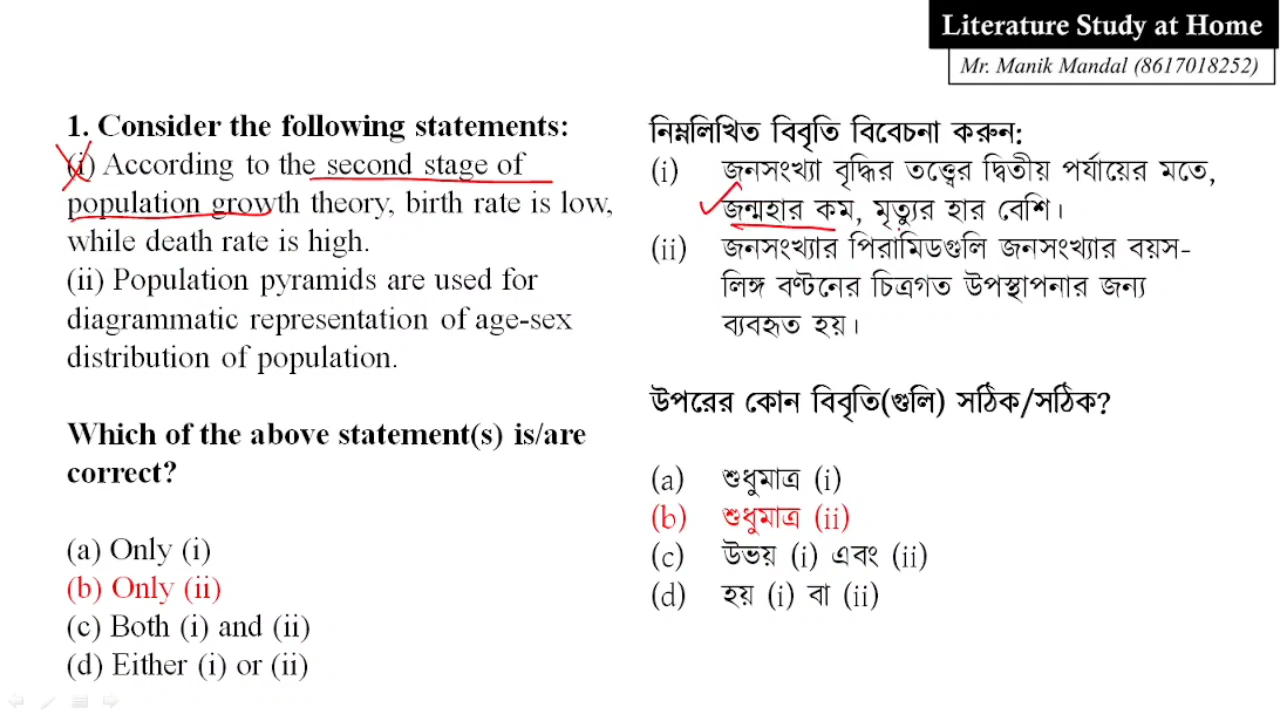 Literature Study at Home
Mr. Manik Mandal (8617018252)
1. Consider the following statements:
(i) According to the second stage of
population growth theory, birth rate is low,
while death rate is high.
(ii) Population pyramids are used for
diagrammatic representation of age-sex
distribution of population.
Which of the above statement(s) is/are
correct?
(a) Only (i)
(b) Only (ii)
(c) Both (i) and (ii)
(d) Either (i) or (ii)
নিম্নলিখিত বিবৃতি বিবেচনা করুন:
(i) জনসংখ্যা বৃদ্ধির তত্ত্বের দ্বিতীয় পর্যায়ের মতে,
জন্মহার কম, মৃত্যুর হার বেশি।
(ii) জনসংখ্যার পিরামিডগুলি জনসংখ্যার বয়স-
লিঙ্গ বণ্টনের চিত্রগত উপস্থাপনার জন্য
ব্যবহৃত হয়।
উপরের কোন বিবৃতি(গুলি) সঠিক/সঠিক?
(a) শুধুমাত্র (i)
(b) শুধুমাত্র (ii)
(c) উভয় (i) এবং (ii)
(d) হয় (i) বা (ii)